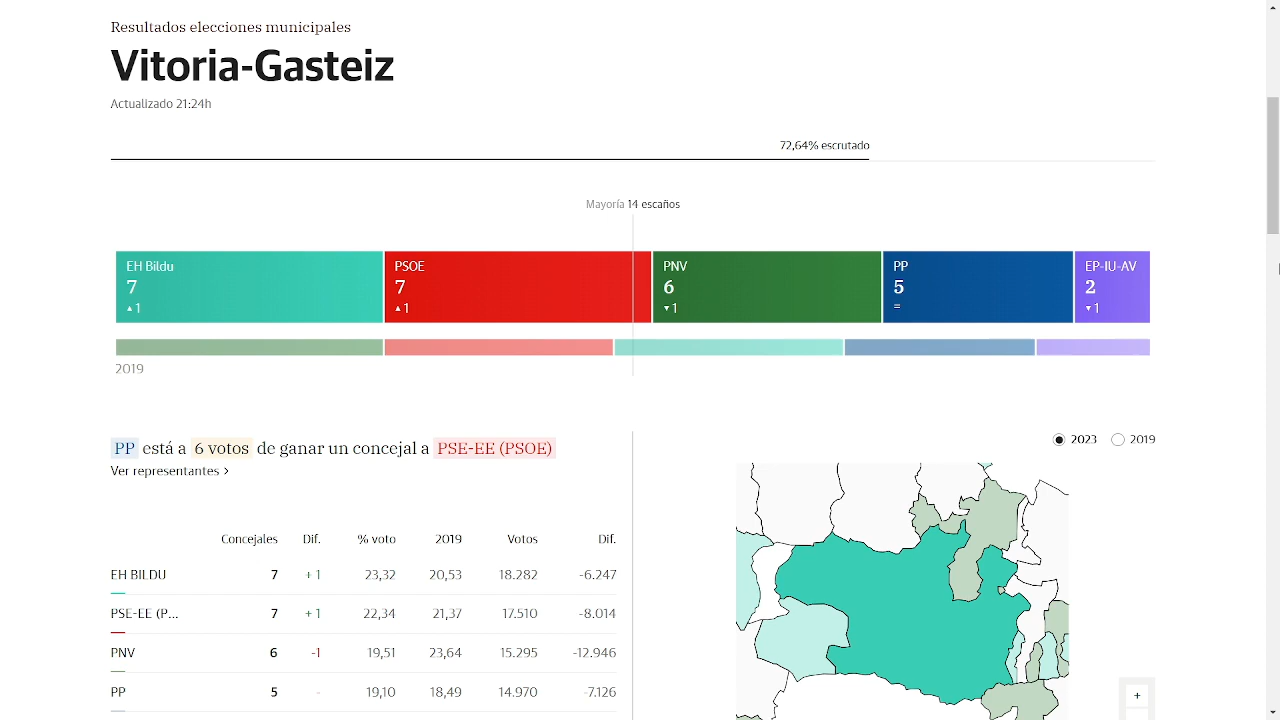 Resultados elecciones municipales
Vitoria-Gasteiz
Actualizado 21:24h
72,64% escrutado
Mayoría 14 escaños
EH Bildu PSOE PNV PP EP-IU-AV
7 7 6 5 2
▲1 ▲1 ▼1 = ▼1
2019
PP está a 6 votos de ganar un concejal a PSE-EE (PSOE)
Ver representantes >
2023 2019
Concejales Dif. % voto 2019 Votos Dif.
EH BILDU 7 +1 23,32 20,53 18.282 -6.247
PSE-EE (P... 7 +1 22,34 21,37 17.510 -8.014
PNV 6 -1 19,51 23,64 15.295 -12.946
PP 5 - 19,10 18,49 14.970 -7.126
+